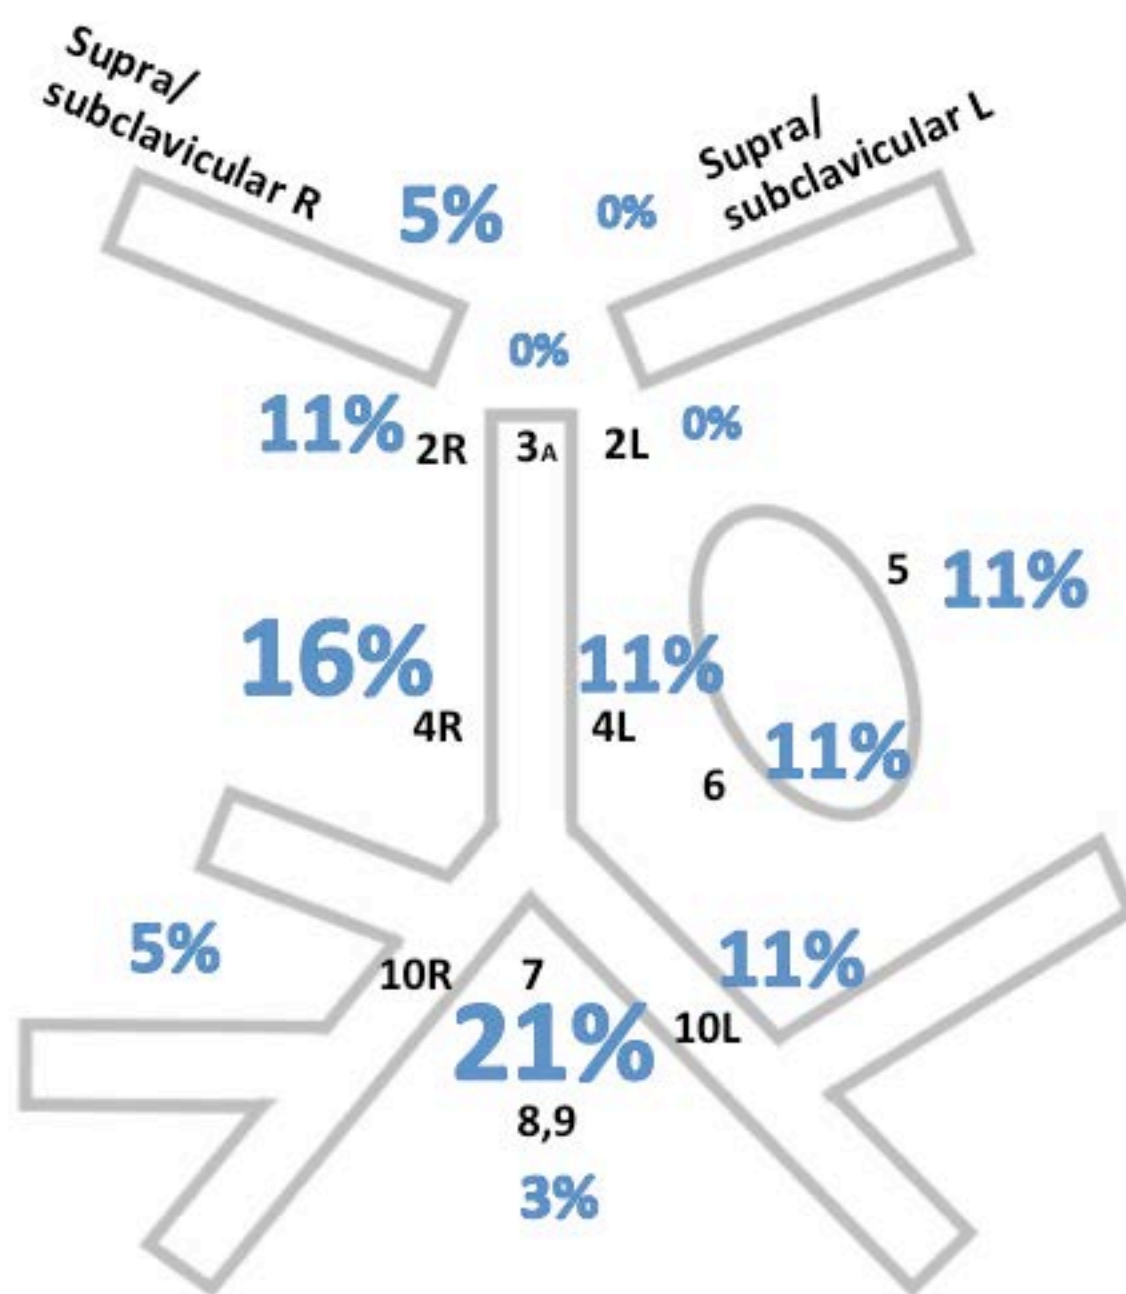 Supra/
subclavicular R
Supra/
subclavicular L
5%
0%
0%
11%
2R
3A
2L
0%
5
11%
16%
11%
4R
4L
11%
6
5%
11%
10R
7
21%
10L
8,9
3%